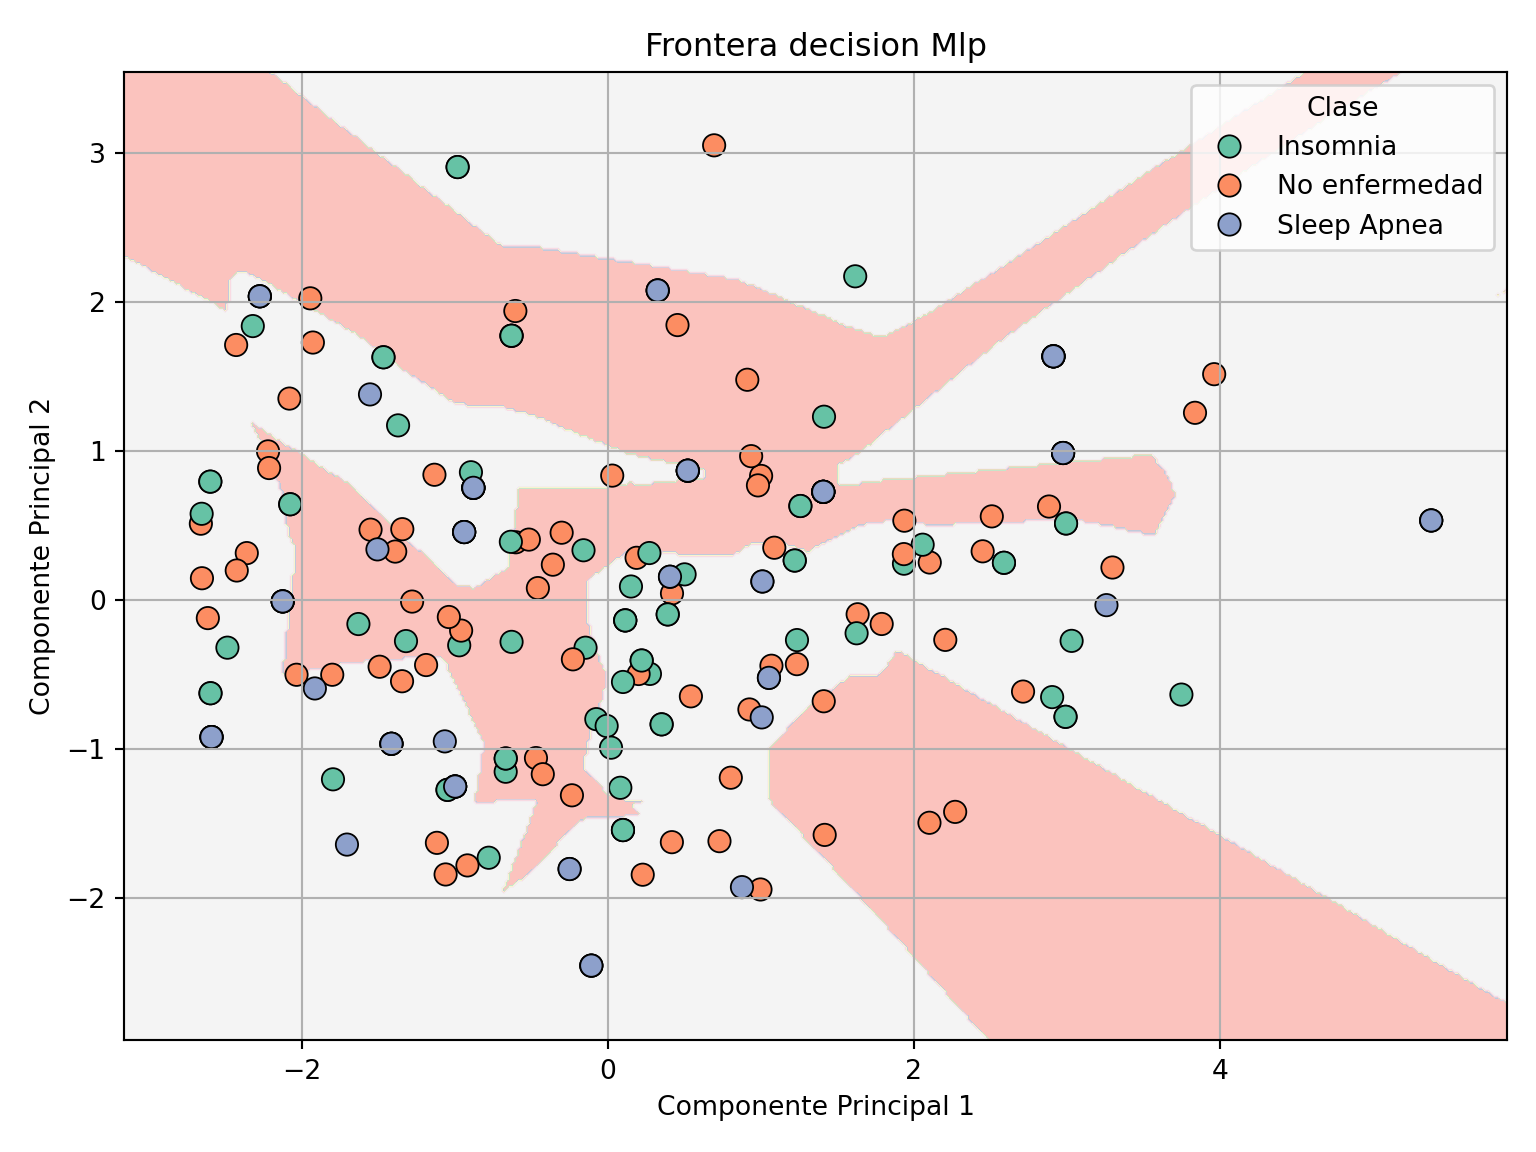 Frontera decision Mlp
Clase
Insomnia
No enfermedad
Sleep Apnea
Componente Principal 2
3
2
1
0
−1
−2
−2
0
2
4
Componente Principal 1